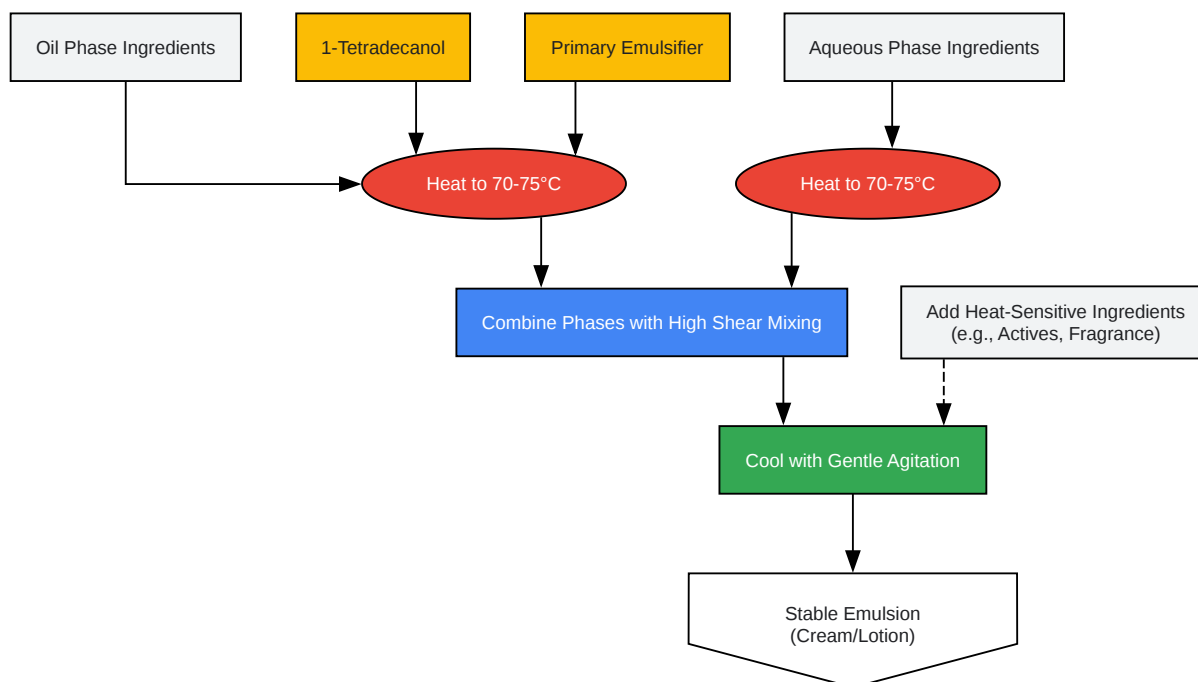 Oil Phase Ingredients
1-Tetradecanol
Primary Emulsifier
Aqueous Phase Ingredients
Heat to 70-75°C
Heat to 70-75°C
Combine Phases with High Shear Mixing
Add Heat-Sensitive Ingredients
(e.g., Actives, Fragrance)
Cool with Gentle Agitation
Stable Emulsion
(Cream/Lotion)